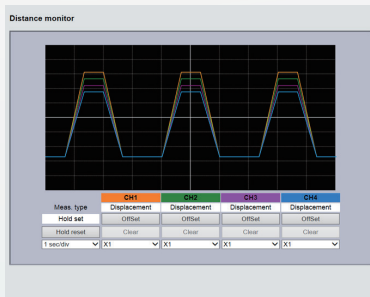 Distance monitor
CH1 CH2 CH3 CH4
Meas. type Displacement Displacement Displacement Displacement
Hold set OffSet OffSet OffSet OffSet
Hold reset Clear Clear Clear Clear
1 sec/div X1 X1 X1 X1